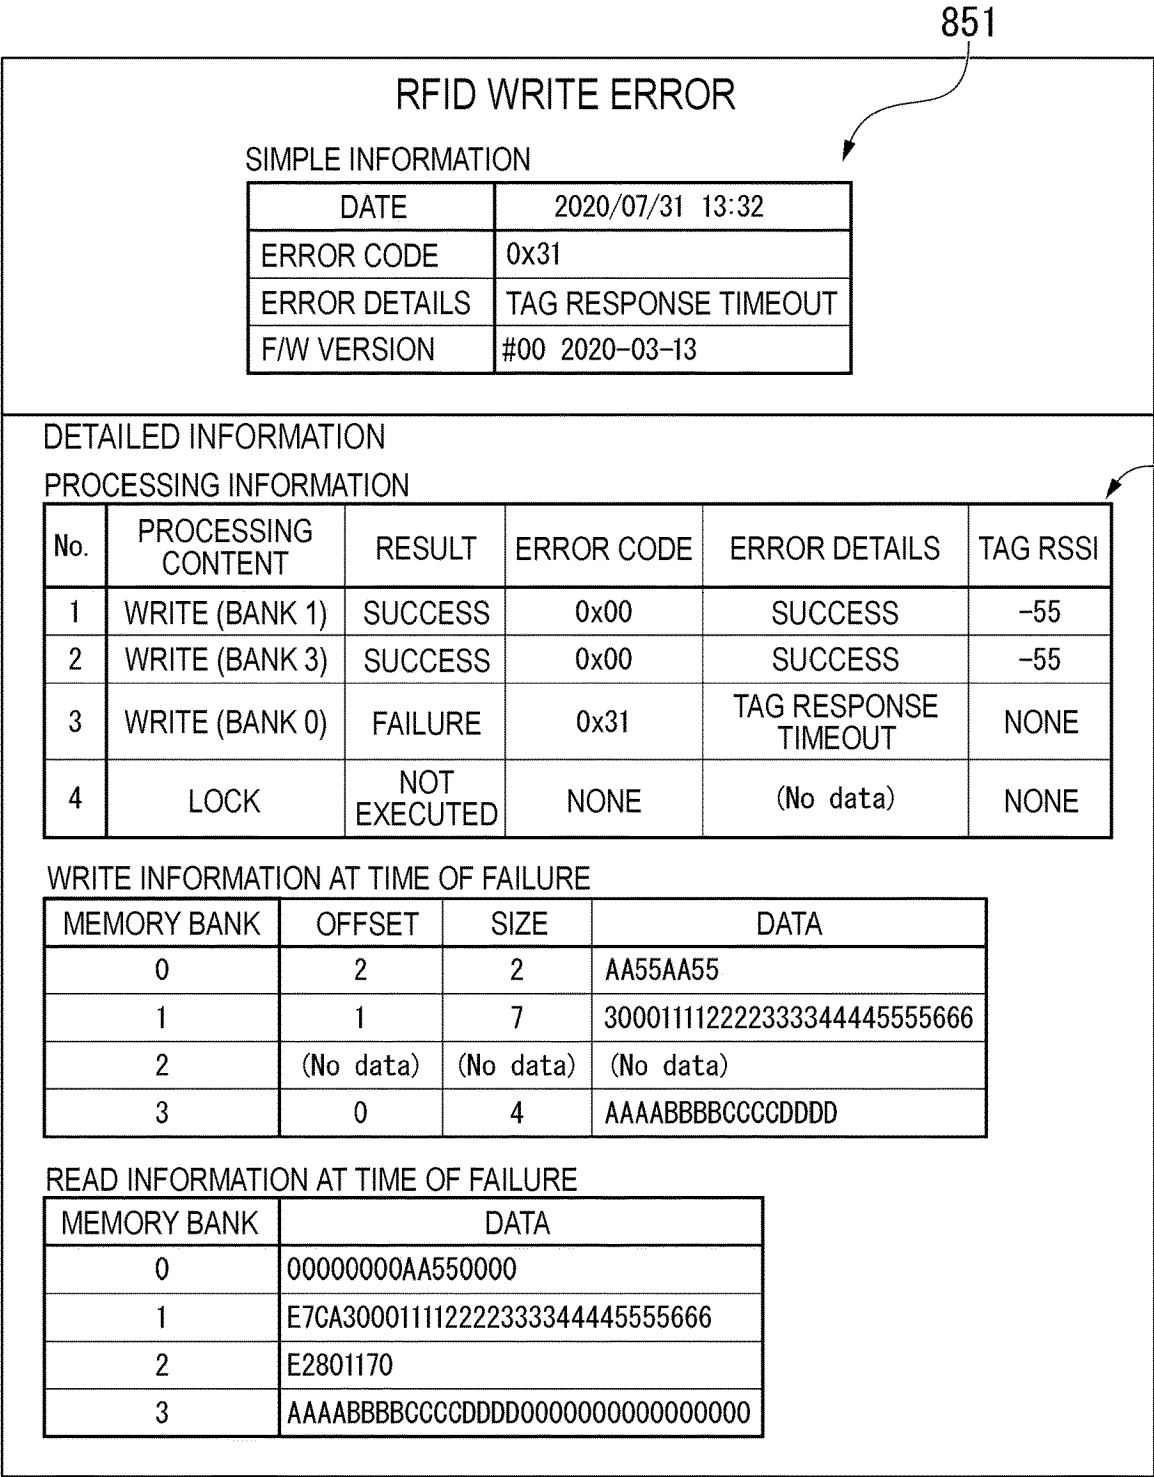 851
RFID WRITE ERROR
SIMPLE INFORMATION
DATE 2020/07/31 13:32
ERROR CODE 0x31
ERROR DETAILS TAG RESPONSE TIMEOUT
F/W VERSION #00 2020-03-13
DETAILED INFORMATION
PROCESSING INFORMATION
No. PROCESSING CONTENT RESULT ERROR CODE ERROR DETAILS TAG RSSI
1 WRITE (BANK 1) SUCCESS 0x00 SUCCESS -55
2 WRITE (BANK 3) SUCCESS 0x00 SUCCESS -55
3 WRITE (BANK 0) FAILURE 0x31 TAG RESPONSE TIMEOUT NONE
4 LOCK NOT EXECUTED NONE (No data) NONE
WRITE INFORMATION AT TIME OF FAILURE
MEMORY BANK OFFSET SIZE DATA
0 2 2 AA55AA55
1 1 7 300011112222333344445555666
2 (No data) (No data) (No data)
3 0 4 AAAABBBBCCCCDDDD
READ INFORMATION AT TIME OF FAILURE
MEMORY BANK DATA
0 00000000AA550000
1 E7CA300011112222333344445555666
2 E2801170
3 AAAABBBBCCCCDDDD0000000000000000